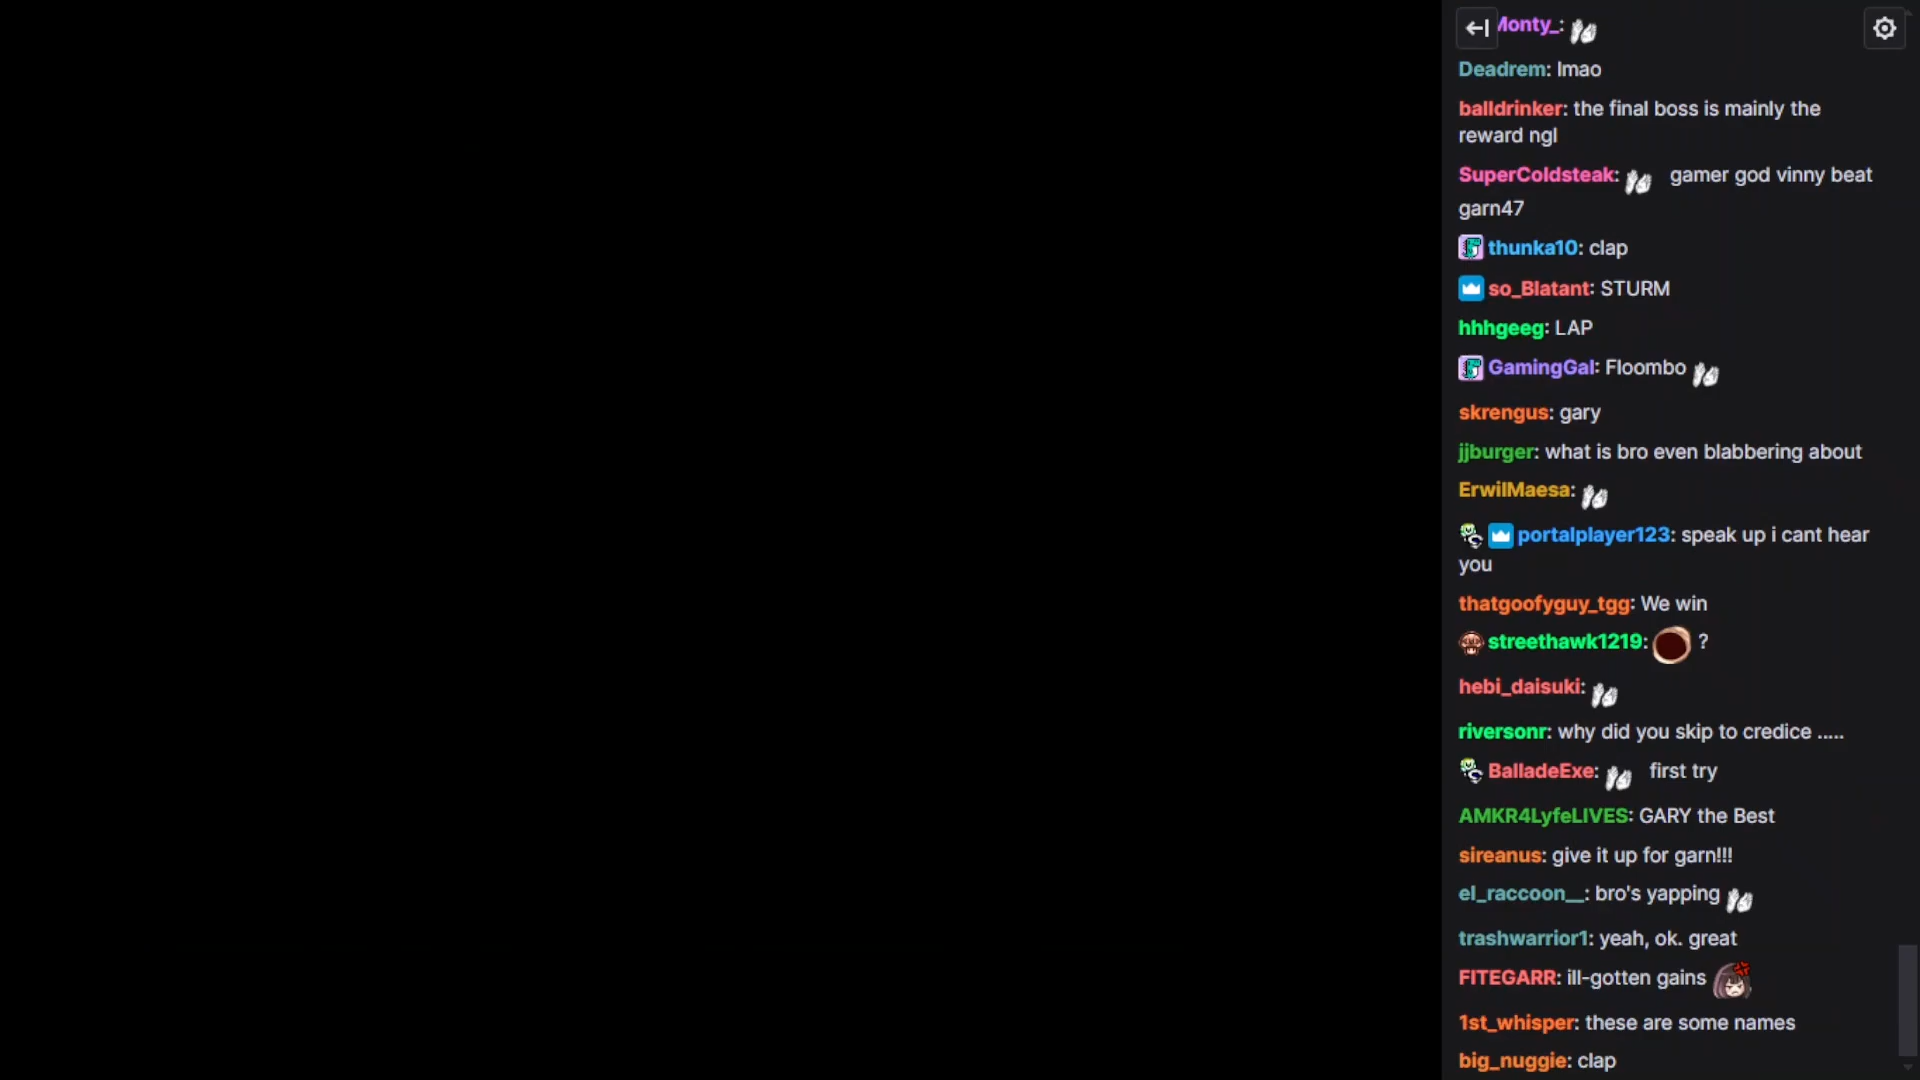 Monty_:
Deadrem: lmao
balldrinker: the final boss is mainly the
reward ngl
SuperColdsteak: gamer god vinny beat
garn47
thunka10: clap
so_Blatant: STURM
hhhgeeg: LAP
GamingGal: Floombo
skrengus: gary
jjburger: what is bro even blabbering about
ErwilMaesa:
portalplayer123: speak up i cant hear
you
thatgoofyguy_tgg: We win
streethawk1219: ?
hebi_daisuki:
riversonr: why did you skip to credice .....
BalladeExe: first try
AMKR4LyfeLIVES: GARY the Best
sireanus: give it up for garn!!!
el_raccoon__: bro's yapping
trashwarrior1: yeah, ok. great
FITEGARR: ill-gotten gains
1st_whisper: these are some names
big_nuggie: clap